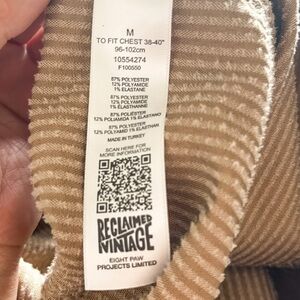 M
TO FIT CHEST 38-40"
96-102cm
10554274
F100550
87% POLYESTER
12% POLYAMIDE
1% ELASTANE
87% POLYESTER
12% POLYAMIDE
1% ELASTANNE
87% POLIÉSTER
12% POLIAMIDA 1% ELASTANO
87% POLYESTER
12% POLYAMID 1% ELASTHAN
MADE IN TURKEY
SCAN HERE FOR
MORE INFORMATION
RECLAIMED
VINTAGE
EIGHT PAW
PROJECTS LIMITED